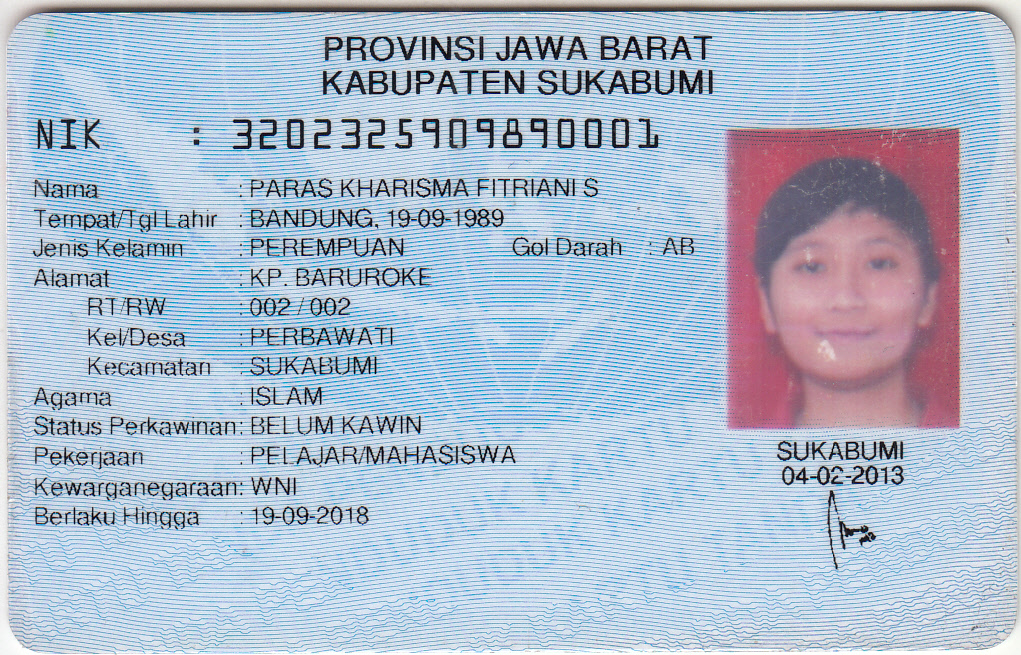 PROVINSI JAWA BARAT
KABUPATEN SUKABUMI
NIK : 3202325909890001
Nama : PARAS KHARISMA FITRIANI S
Tempat/Tgl Lahir : BANDUNG, 19-09-1989
Jenis Kelamin : PEREMPUAN Gol Darah : AB
Alamat : KP. BARUROKE
RT/RW : 002 / 002
Kel/Desa : PERBAWATI
Kecamatan : SUKABUMI
Agama : ISLAM
Status Perkawinan: BELUM KAWIN
Pekerjaan : PELAJAR/MAHASISWA
Kewarganegaraan: WNI
Berlaku Hingga : 19-09-2018
SUKABUMI
04-02-2013